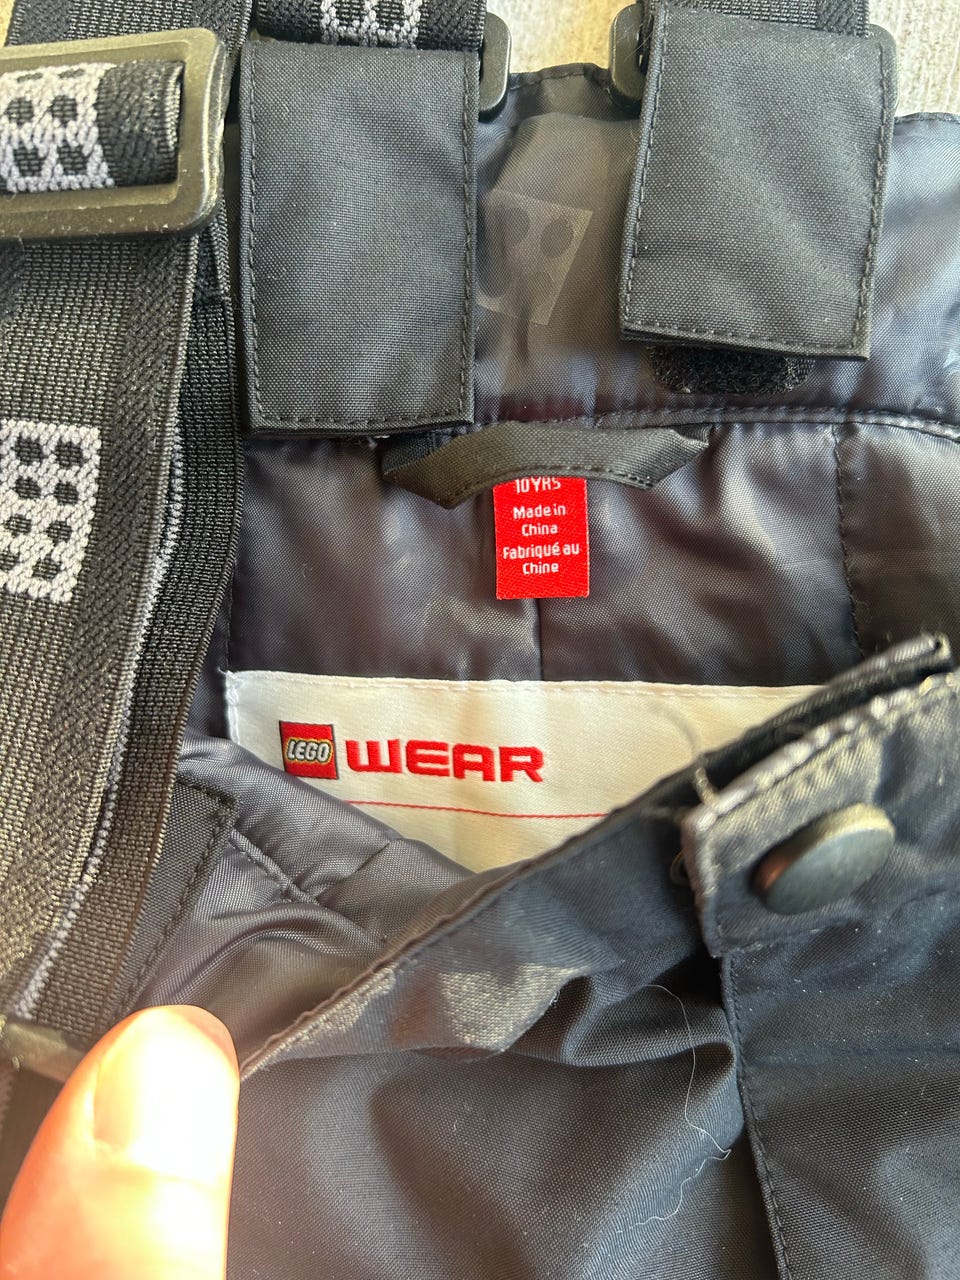 10YRS
Made in
China
Fabriqué au
Chine
LEGO WEAR